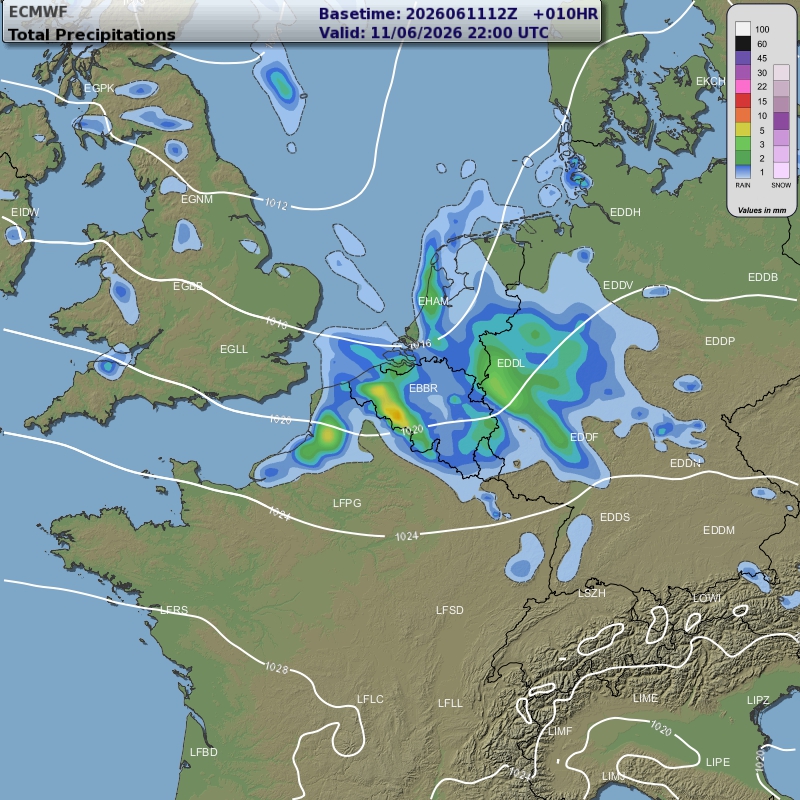 ECMWF
Basetime: 2026061112Z +010HR
Total Precipitations
Valid: 11/06/2026 22:00 UTC
100
60
45
30
22
15
10
5
3
2
1
RAIN
SNOW
Values in mm
EGPK
EKCH
EIDW
EGNM
1012
EDDH
EGBB
EDDV
EDDB
EHAM
1016
1016
EGLL
EDDP
EDDL
EBBR
1020
1020
EDDF
EDDN
LFPG
1024
EDDS
EDDM
1024
LFRS
LFSD
LSZH
LOWI
1028
LFLC
LFLL
LIME
LIPZ
LIMF
1020
LFBD
LIPE
1020
1024
LIMJ